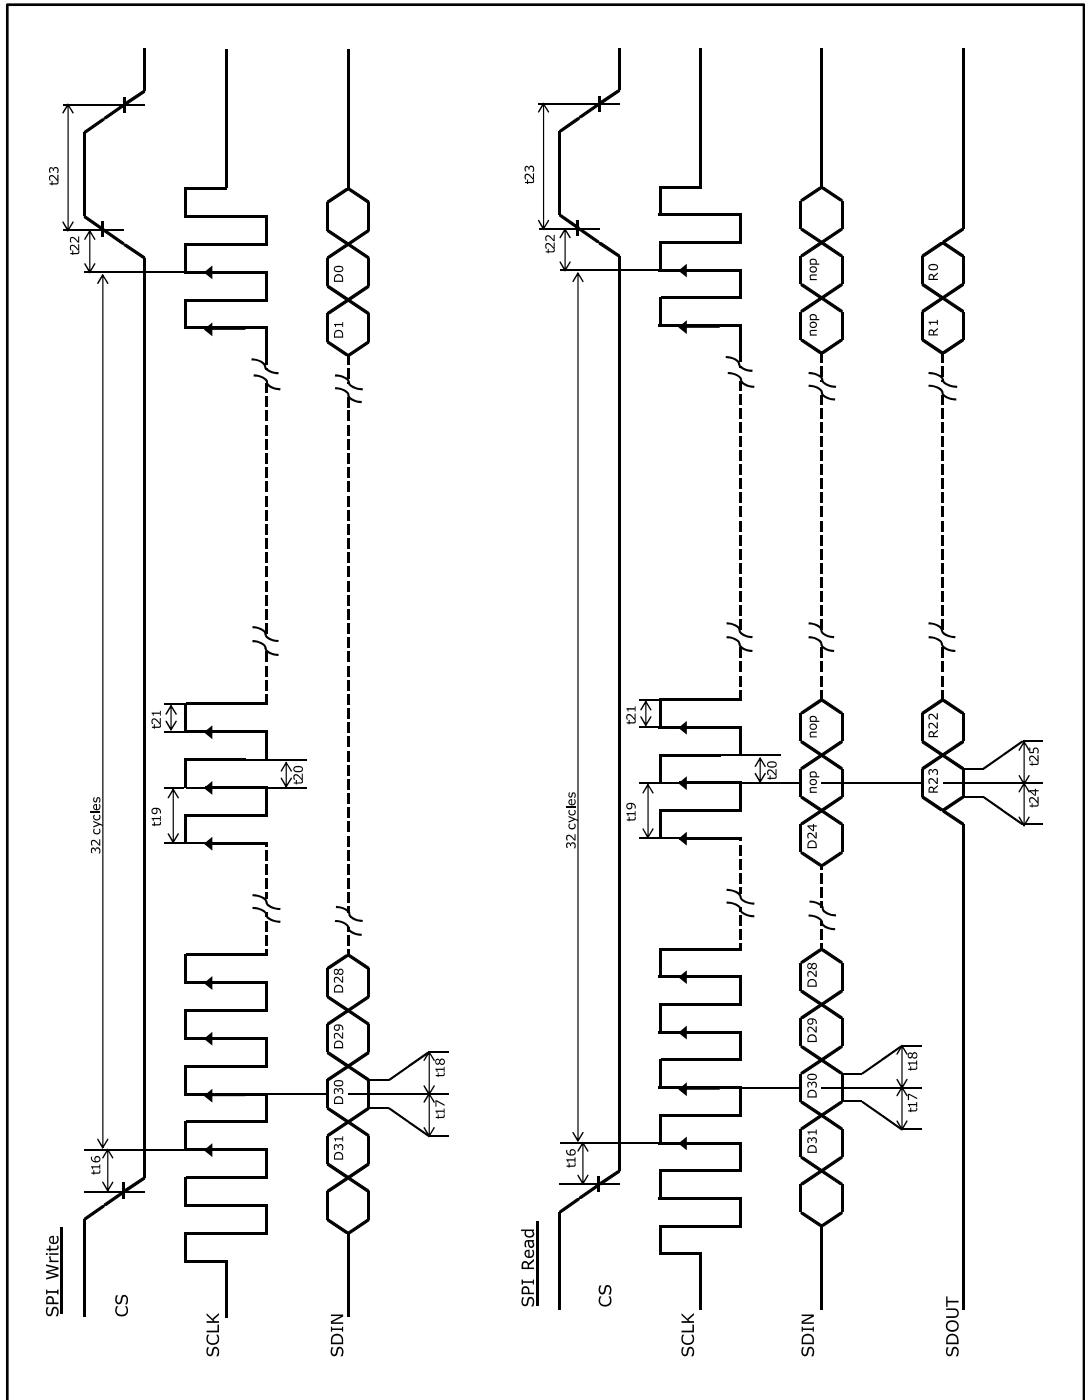 SPI Write
CS
t16
32 cycles
t22
t23
SCLK
t19
t21
t20
SDIN
D31
D30
D29
D28
D1
D0
t17
t18
SPI Read
CS
t16
32 cycles
t22
t23
SCLK
t19
t21
t20
SDIN
D31
D30
D29
D28
D24
nop
nop
nop
nop
t17
t18
SDOUT
R23
R22
R1
R0
t24
t25